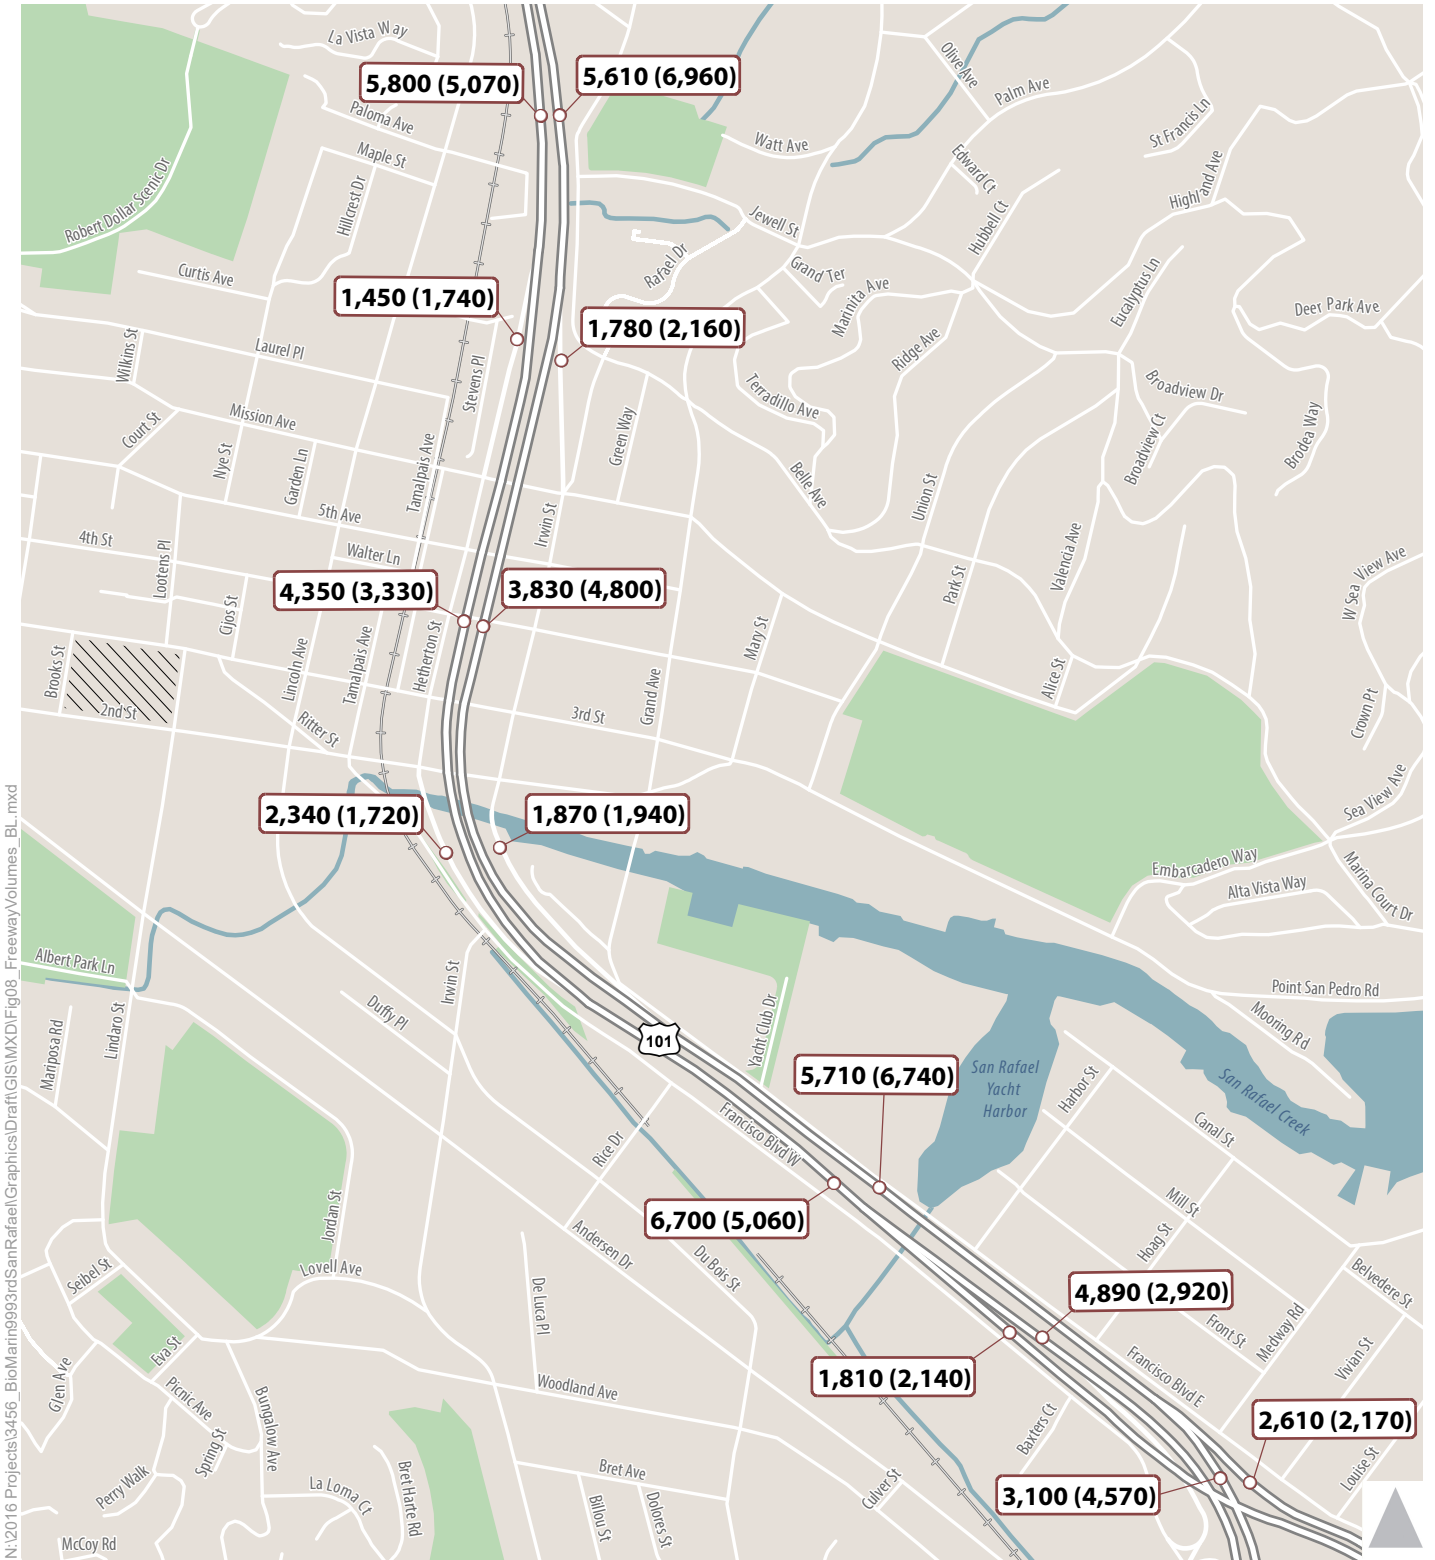 La Vista Way
5,800 (5,070)
5,610 (6,960)
Olive Ave
Palm Ave
Paloma Ave
St Francis Ln
Watt Ave
Maple St
Edward Ct
Highland Ave
Robert Dollar Scenic Dr
Hillcrest Dr
Jewell St
Hubbell Ct
Rafael Dr
Grand Ter
Curtis Ave
Marinita Ave
Eucalyptus Ln
1,450 (1,740)
Deer Park Ave
1,780 (2,160)
Wilkins St
Laurel Pl
Ridge Ave
Stevens Pl
Terradillo Ave
Broadview Dr
Mission Ave
Court St
Green Way
Broadview Ct
Brodea Way
Nye St
Garden Ln
Tamalpais Ave
Belle Ave
Union St
5th Ave
Irwin St
4th St
Walter Ln
Lootens Pl
Valencia Ave
View Ave
W Sea
Park St
4,350 (3,330)
3,830 (4,800)
Cijos St
Mary St
Hetherton St
Brooks St
Lincoln Ave
Tamalpais Ave
Grand Ave
Alice St
Crown Pt
2nd St
3rd St
Ritter St
Sea View Ave
2,340 (1,720)
1,870 (1,940)
Embarcadero Way
Alta Vista Way
Marina Court Dr
Albert Park Ln
Irwin St
Point San Pedro Rd
Duffy Pl
Lindaro St
Mariposa Rd
Yacht Club Dr
Mooring Rd
101
5,710 (6,740)
San Rafael
Yacht
Harbor
Harbor St
San Rafael Creek
Francisco Blvd W
Canal St
Rice Dr
Mill St
6,700 (5,060)
Jordan St
Andersen Dr
Hoag St
Du Bois St
Lovell Ave
Seibel St
Belvedere St
4,890 (2,920)
De Luca Pl
Front St
Medway Rd
Eva St
Vivian St
1,810 (2,140)
Francisco Blvd E
Glen Ave
Picnic Ave
Woodland Ave
Bungalow Ave
2,610 (2,170)
Baxters Ct
Spring St
Bret Ave
Louise St
Perry Walk
La Loma Ct
Bret Harte Rd
Culver St
3,100 (4,570)
Billou St
Dolores St
McCoy Rd
N:\2016 Projects\3456_BioMarin9993rdSanRafael\Graphics\Draft\GIS\MXD\Fig08_FreewayVolumes_BL.mxd